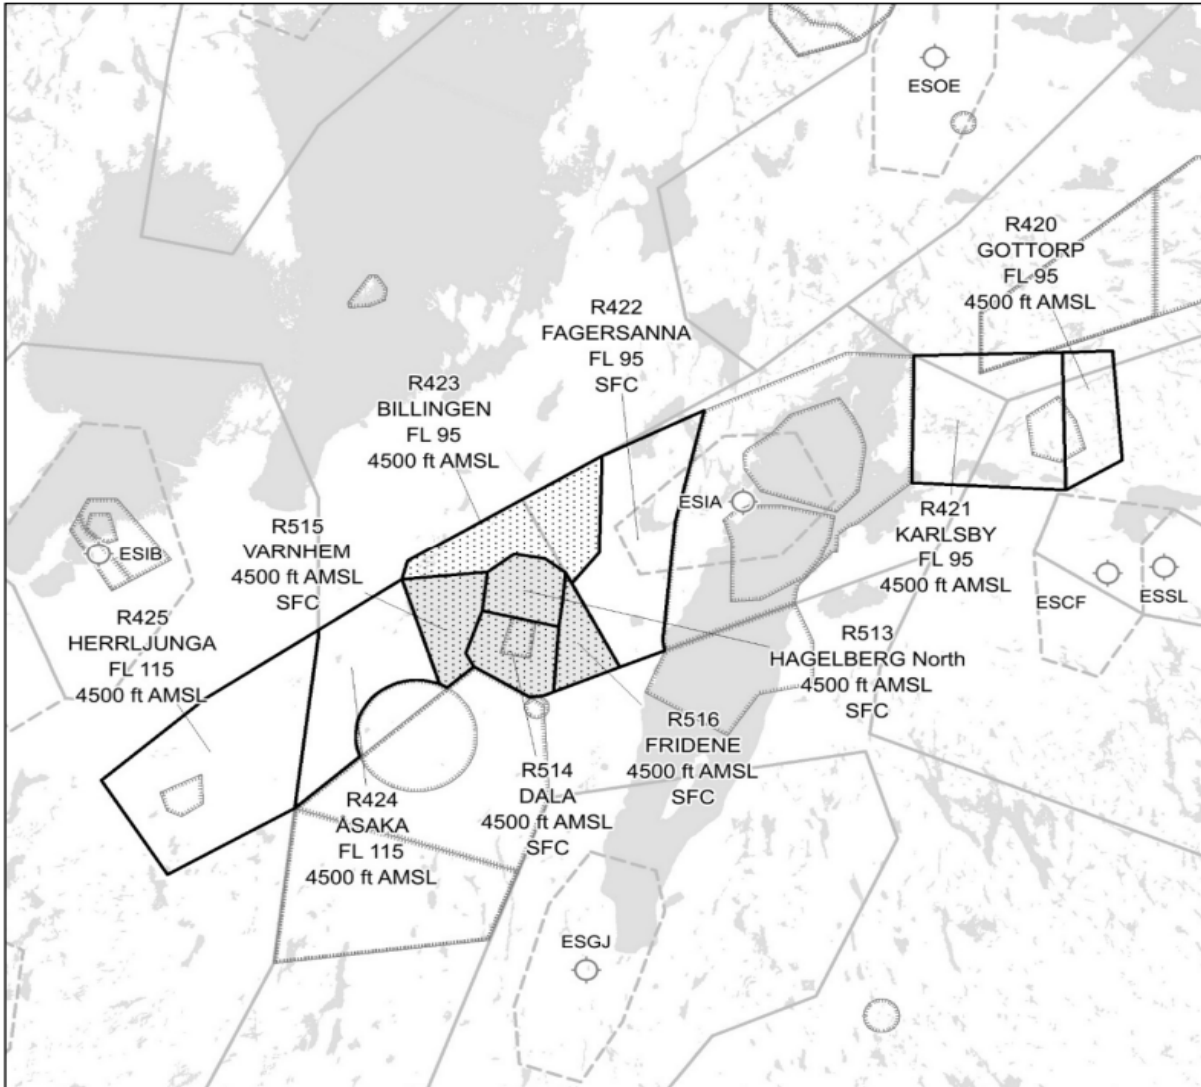 ESOE
R420
GOTTORP
FL 95
4500 ft AMSL
R422
FAGERSANNA
FL 95
SFC
R423
BILLINGEN
FL 95
4500 ft AMSL
ESIA
R421
KARLSBY
FL 95
4500 ft AMSL
R515
VARNHEM
4500 ft AMSL
SFC
ESIB
ESCF
ESSL
R425
HERRLJUNGA
FL 115
4500 ft AMSL
R513
HAGELBERG North
4500 ft AMSL
SFC
R516
FRIDENE
4500 ft AMSL
SFC
R514
DALA
4500 ft AMSL
SFC
R424
ÅSAKA
FL 115
4500 ft AMSL
ESGJ